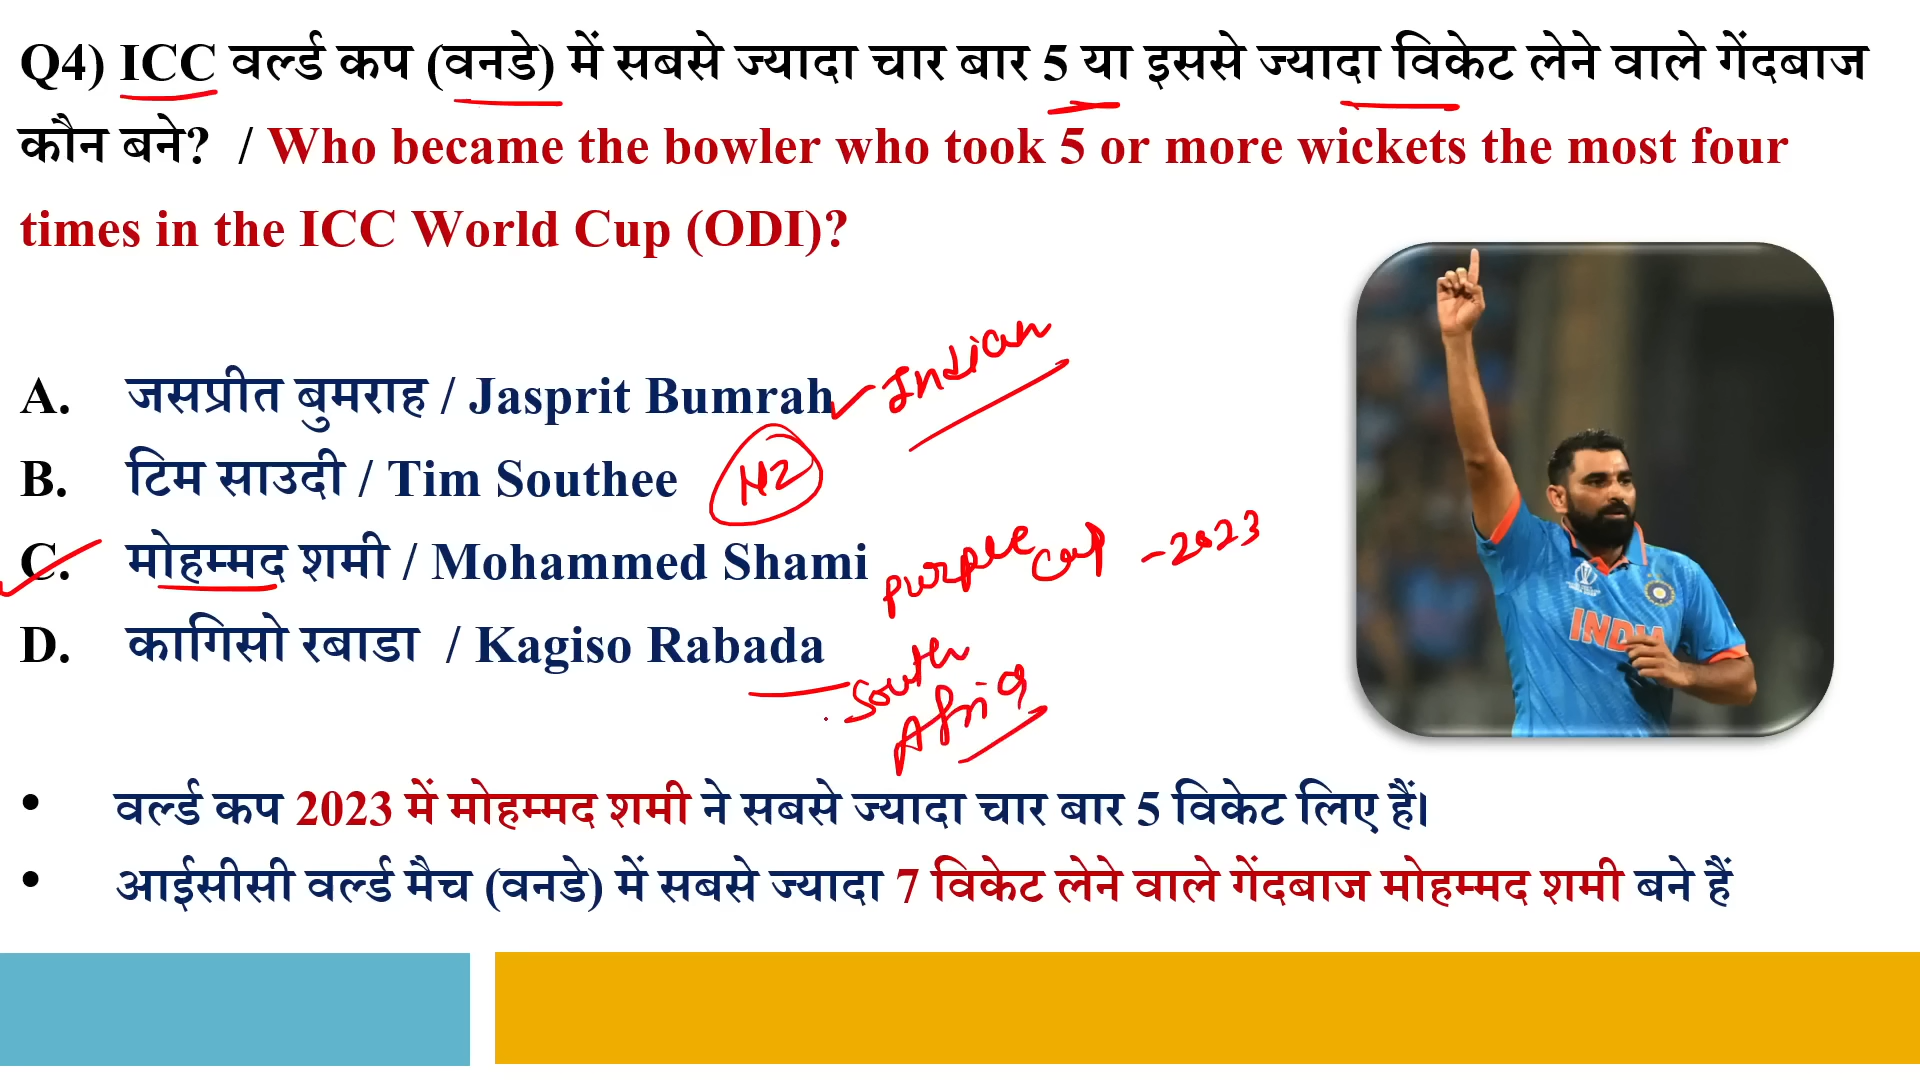 Q4) ICC वर्ल्ड कप (वनडे) में सबसे ज्यादा चार बार 5 या इससे ज्यादा विकेट लेने वाले गेंदबाज
कौन बने? / Who became the bowler who took 5 or more wickets the most four
times in the ICC World Cup (ODI)?
A. जसप्रीत बुमराह / Jasprit Bumrah Indian
B. टिम साउदी / Tim Southee NZ
C. मोहम्मद शमी / Mohammed Shami purple Cap -2023
D. कागिसो रबाडा / Kagiso Rabada South
INDIA
• वर्ल्ड कप 2023 में मोहम्मद शमी ने सबसे ज्यादा चार बार 5 विकेट लिए हैं।
• आईसीसी वर्ल्ड मैच (वनडे) में सबसे ज्यादा 7 विकेट लेने वाले गेंदबाज मोहम्मद शमी बने हैं